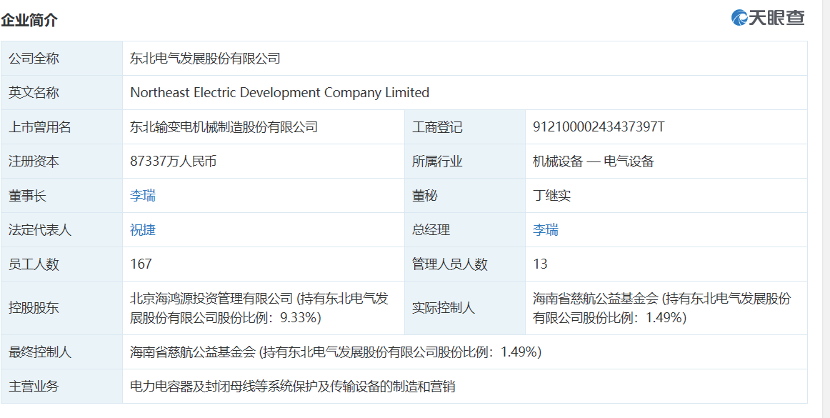 企业简介
天眼查
公司全称 东北电气发展股份有限公司
英文名称 Northeast Electric Development Company Limited
上市曾用名 东北输变电机械制造股份有限公司 工商登记 91210000243437397T
注册资本 87337万人民币 所属行业 机械设备 — 电气设备
董事长 李瑞 董秘 丁继实
法定代表人 祝捷 总经理 李瑞
员工人数 167 管理人员人数 13
控股股东 北京海鸿源投资管理有限公司 (持有东北电气发
展股份有限公司股份比例：9.33%)
实际控制人 海南省慈航公益基金会 (持有东北电气发展股份
有限公司股份比例：1.49%)
最终控制人 海南省慈航公益基金会 (持有东北电气发展股份有限公司股份比例：1.49%)
主营业务 电力电容器及封闭母线等系统保护及传输设备的制造和营销